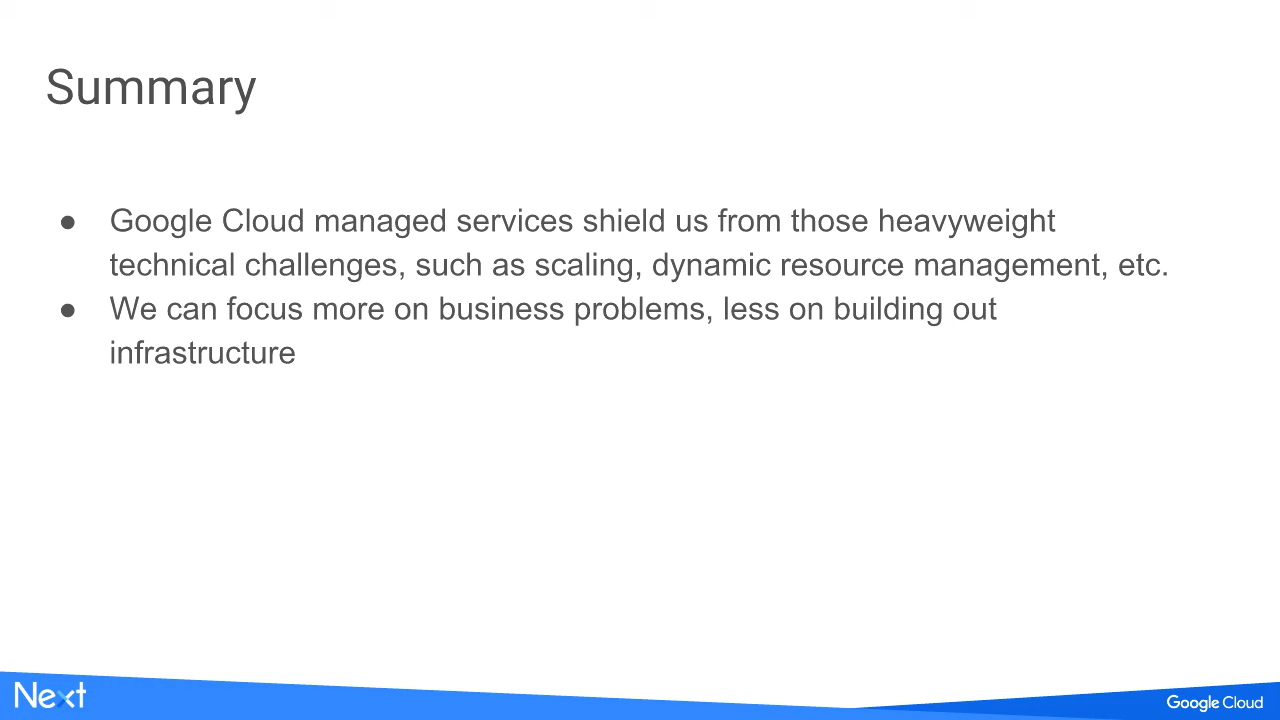 Summary
● Google Cloud managed services shield us from those heavyweight
technical challenges, such as scaling, dynamic resource management, etc.
● We can focus more on business problems, less on building out
infrastructure
Next
Google Cloud